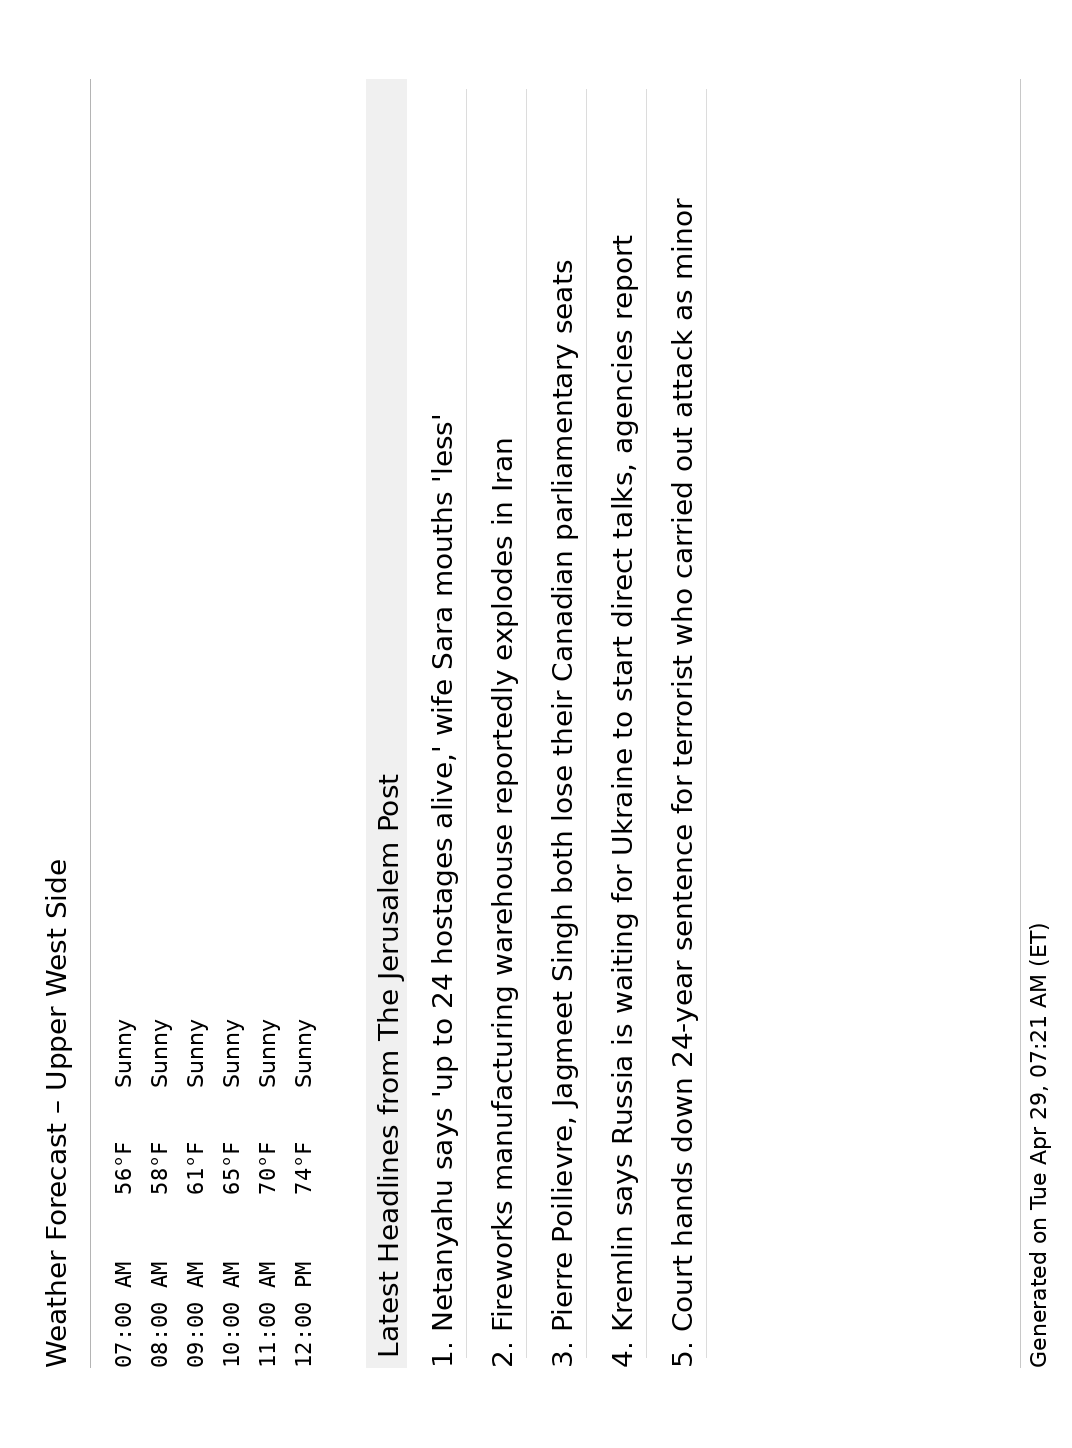 Weather Forecast – Upper West Side
07:00 AM 56°F Sunny
08:00 AM 58°F Sunny
09:00 AM 61°F Sunny
10:00 AM 65°F Sunny
11:00 AM 70°F Sunny
12:00 PM 74°F Sunny
Latest Headlines from The Jerusalem Post
1. Netanyahu says 'up to 24 hostages alive,' wife Sara mouths 'less'
2. Fireworks manufacturing warehouse reportedly explodes in Iran
3. Pierre Poilievre, Jagmeet Singh both lose their Canadian parliamentary seats
4. Kremlin says Russia is waiting for Ukraine to start direct talks, agencies report
5. Court hands down 24-year sentence for terrorist who carried out attack as minor
Generated on Tue Apr 29, 07:21 AM (ET)